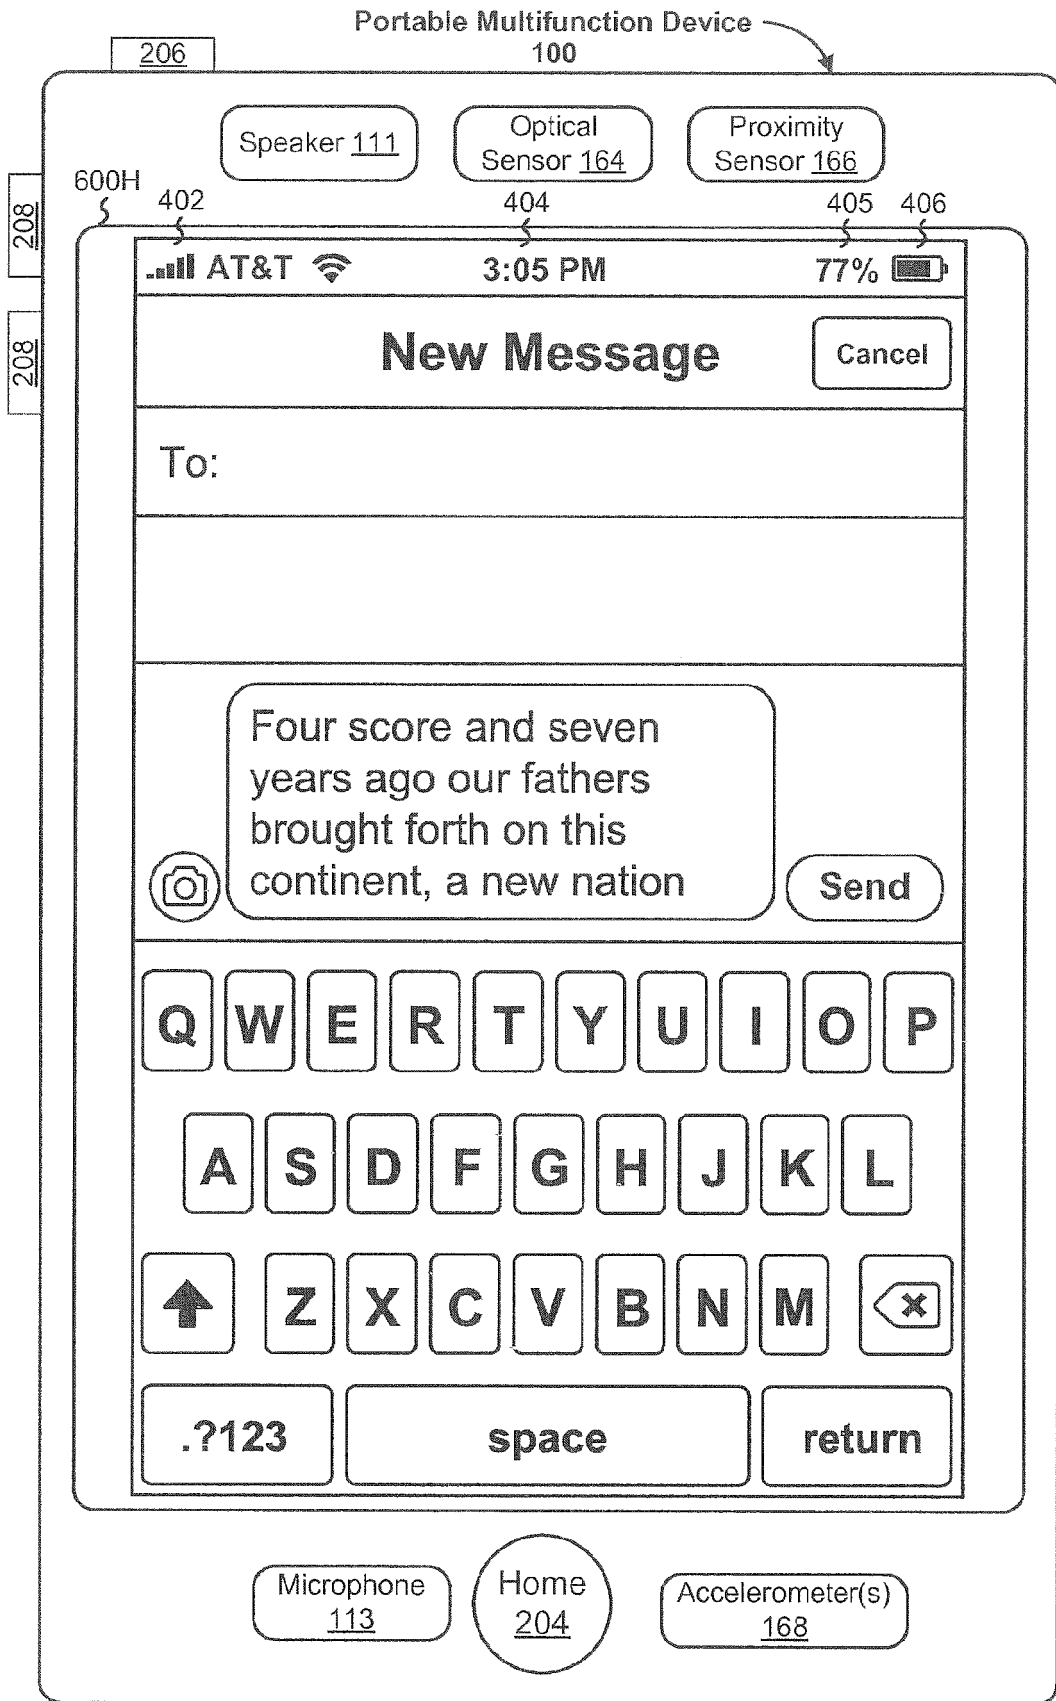 Portable Multifunction Device
100
206
Speaker 111
Optical
Sensor 164
Proximity
Sensor 166
208
208
600H
402
404
405
406
AT&T
3:05 PM
77%
New Message
Cancel
To:
Four score and seven
years ago our fathers
brought forth on this
continent, a new nation
Send
Q W E R T Y U I O P
A S D F G H J K L
Z X C V B N M
.?123
space
return
Microphone
113
Home
204
Accelerometer(s)
168